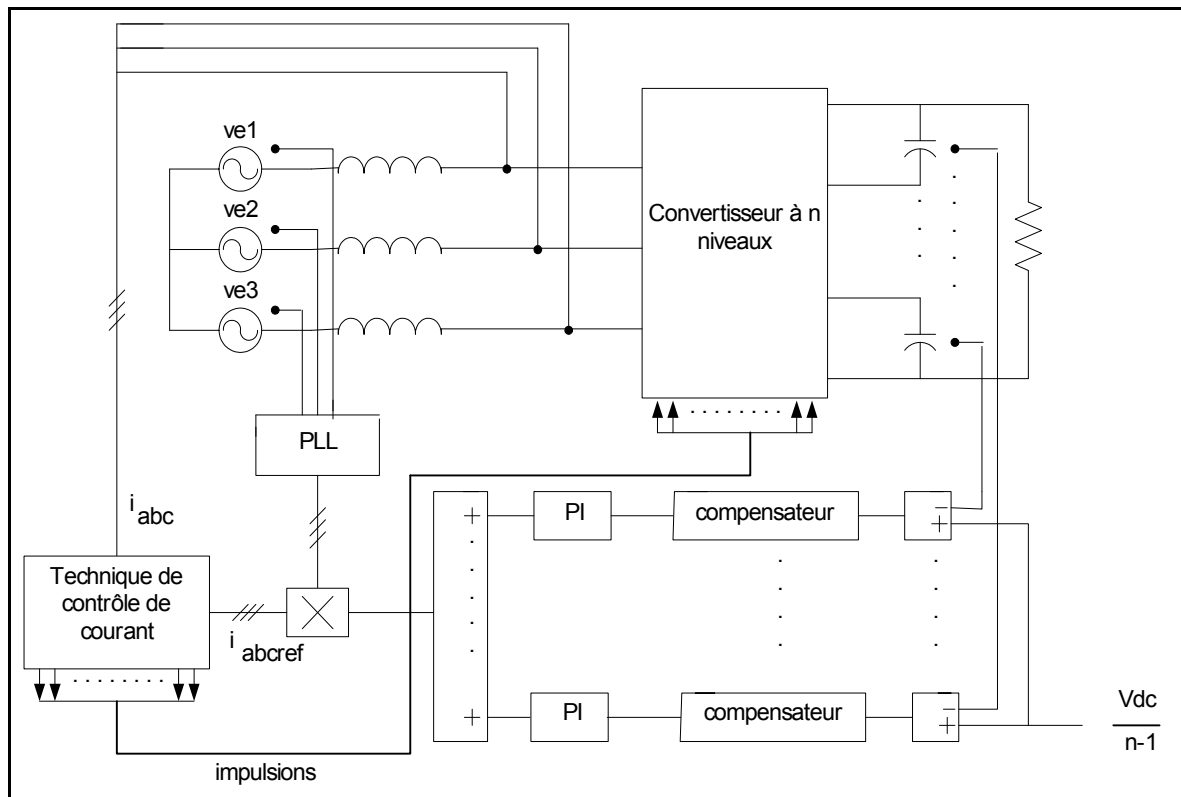 ve1
ve2
ve3
Convertisseur à n
niveaux
PLL
i abc
PI
compensateur
−
+
+
Technique de
contrôle de
courant
i abcref
PI
compensateur
−
+
+
Vdc
n-1
impulsions